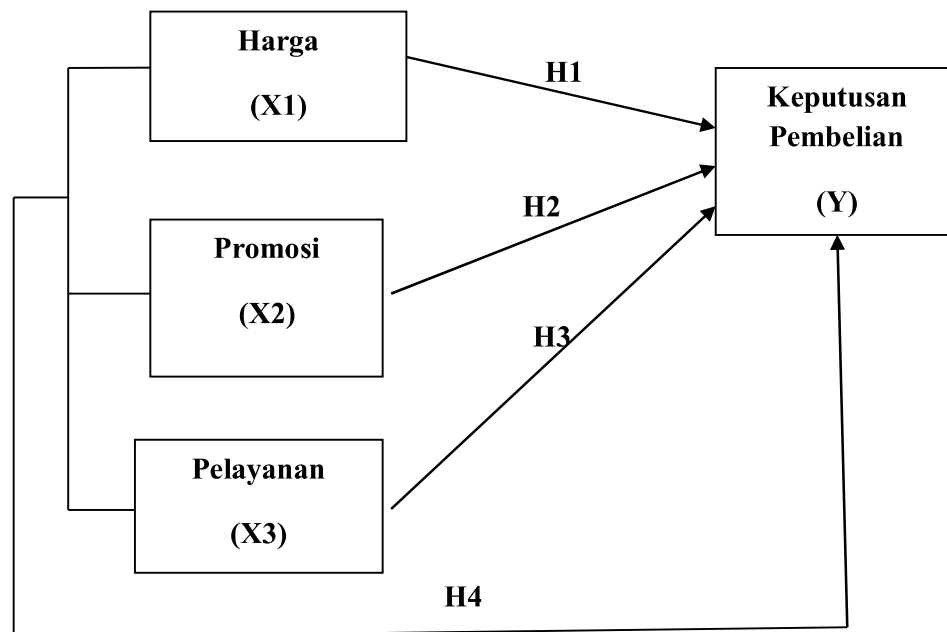 Harga
(X1)
H1
Keputusan
Pembelian
(Y)
Promosi
(X2)
H2
H3
Pelayanan
(X3)
H4